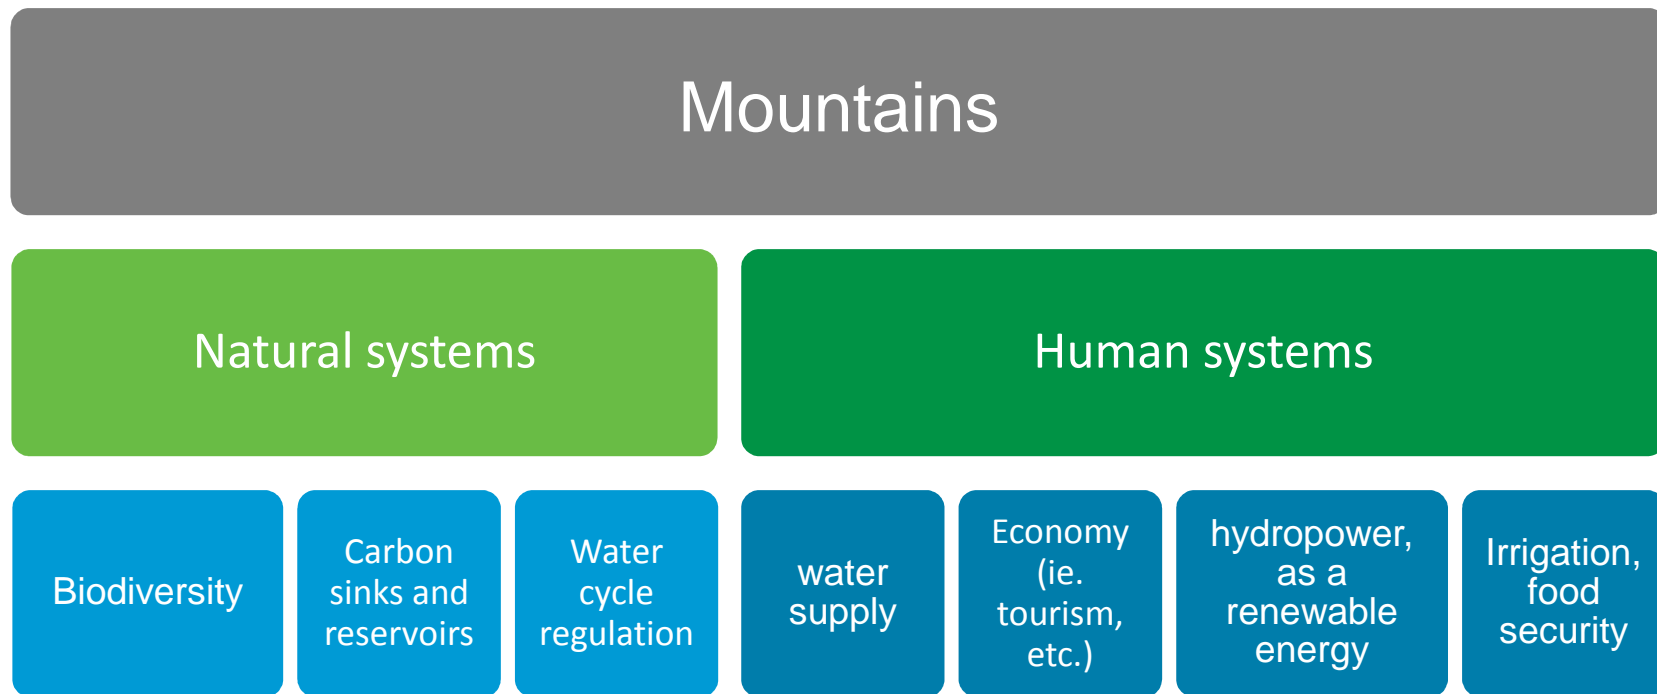 Mountains
Natural systems
Human systems
Biodiversity
Carbon
sinks and
reservoirs
Water
cycle
regulation
water
supply
Economy
(ie.
tourism,
etc.)
hydropower,
as a
renewable
energy
Irrigation,
food
security